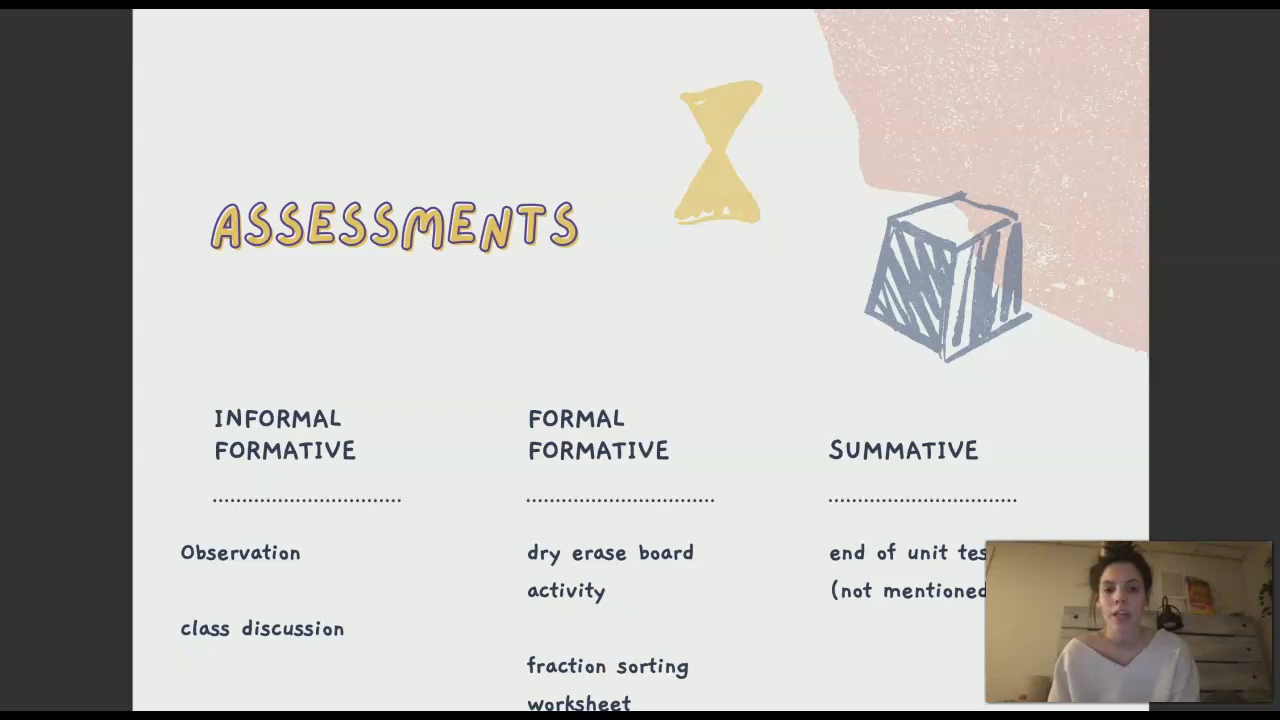 ASSESSMENTS
INFORMAL
FORMATIVE
Observation
class discussion
FORMAL
FORMATIVE
dry erase board
activity
fraction sorting
worksheet
SUMMATIVE
end of unit
(not mentioned